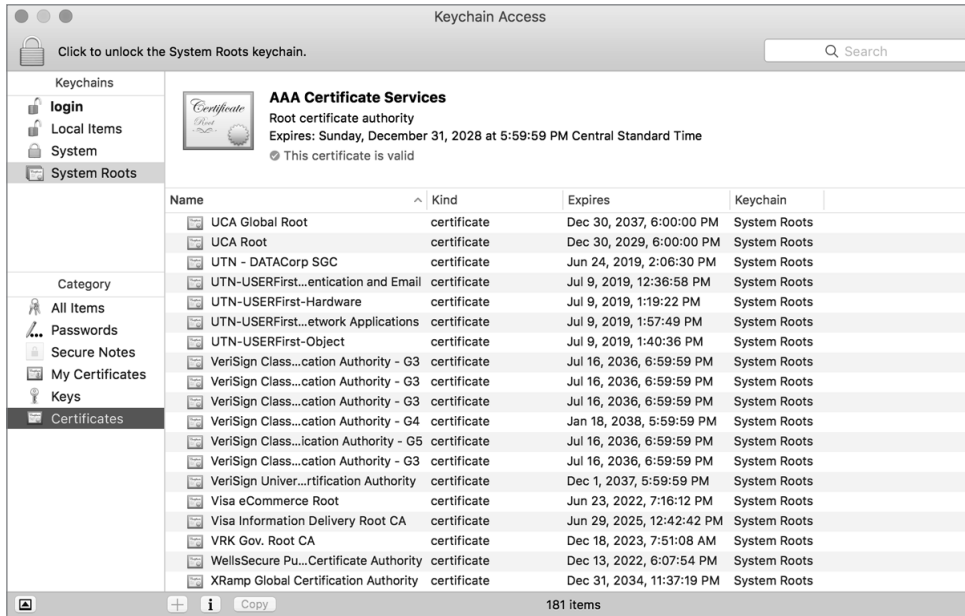 Keychain Access
Click to unlock the System Roots keychain.
Search
Keychains
login
Local Items
System
System Roots
Category
All Items
Passwords
Secure Notes
My Certificates
Keys
Certificates
Certificate
Root
AAA Certificate Services
Root certificate authority
Expires: Sunday, December 31, 2028 at 5:59:59 PM Central Standard Time
This certificate is valid
Name Kind Expires Keychain
UCA Global Root certificate Dec 30, 2037, 6:00:00 PM System Roots
UCA Root certificate Dec 30, 2029, 6:00:00 PM System Roots
UTN - DATACorp SGC certificate Jun 24, 2019, 2:06:30 PM System Roots
UTN-USERFirst...entication and Email certificate Jul 9, 2019, 12:36:58 PM System Roots
UTN-USERFirst-Hardware certificate Jul 9, 2019, 1:19:22 PM System Roots
UTN-USERFirst...etwork Applications certificate Jul 9, 2019, 1:57:49 PM System Roots
UTN-USERFirst-Object certificate Jul 9, 2019, 1:40:36 PM System Roots
VeriSign Class...cation Authority - G3 certificate Jul 16, 2036, 6:59:59 PM System Roots
VeriSign Class...cation Authority - G3 certificate Jul 16, 2036, 6:59:59 PM System Roots
VeriSign Class...cation Authority - G3 certificate Jul 16, 2036, 6:59:59 PM System Roots
VeriSign Class...cation Authority - G4 certificate Jan 18, 2038, 5:59:59 PM System Roots
VeriSign Class...ication Authority - G5 certificate Jul 16, 2036, 6:59:59 PM System Roots
VeriSign Class...cation Authority - G3 certificate Jul 16, 2036, 6:59:59 PM System Roots
VeriSign Univer...rtification Authority certificate Dec 1, 2037, 5:59:59 PM System Roots
Visa eCommerce Root certificate Jun 23, 2022, 7:16:12 PM System Roots
Visa Information Delivery Root CA certificate Jun 29, 2025, 12:42:42 PM System Roots
VRK Gov. Root CA certificate Dec 18, 2023, 7:51:08 AM System Roots
WellsSecure Pu...Certificate Authority certificate Dec 13, 2022, 6:07:54 PM System Roots
XRamp Global Certification Authority certificate Dec 31, 2034, 11:37:19 PM System Roots
+ i Copy 181 items